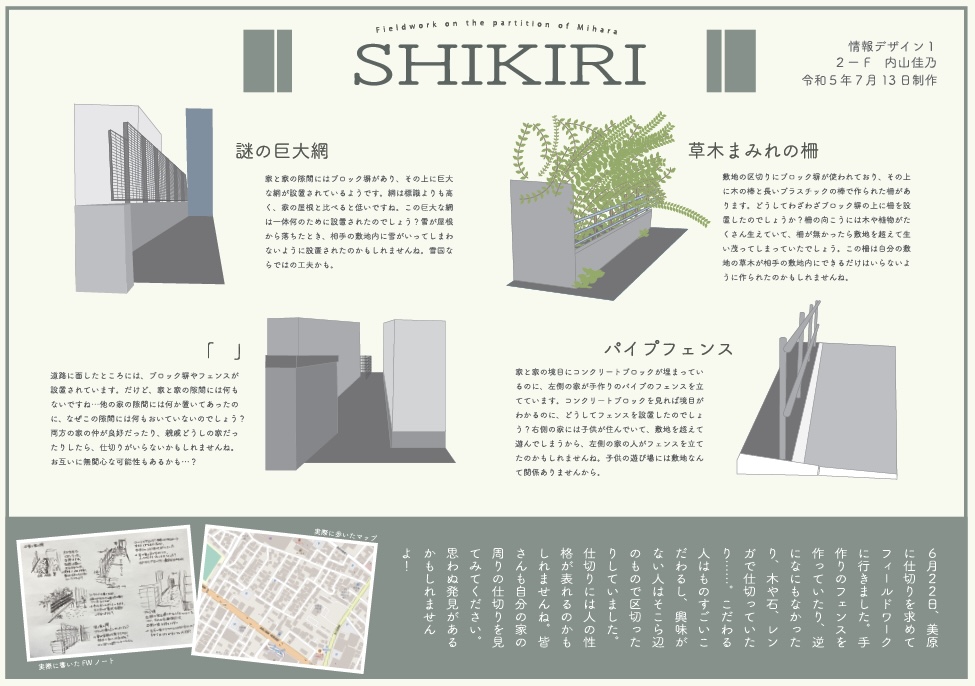 Fieldwork on the partition of Mihara
SHIKIRI
情報デザイン1
2－F　内山佳乃
令和5年7月13日制作
謎の巨大網
家と家の隙間にはブロック塀があり、その上に巨大
な網が設置されているようです。網は標識よりも高
く、家の屋根と比べると低いですね。この巨大な網
は一体何のために設置されたのでしょう？雪が屋根
から落ちたとき、相手の敷地内に雪がいってしまわ
ないように設置されたのかもしれませんね。雪国な
らではの工夫かも。
草木まみれの柵
敷地の区切りにブロック塀が使われており、その上
に木の棒と長いプラスチックの棒で作られた柵があ
ります。どうしてわざわざブロック塀の上に柵を設
置したのでしょうか？柵の向こうには木や植物がた
くさん生えていて、柵が無かったら敷地を超えて生
い茂ってしまっていたでしょう。この柵は自分の敷
地の草木が相手の敷地内にできるだけはいらないよ
うに作られたのかもしれませんね。
「　」
道路に面したところには、ブロック塀やフェンスが
設置されています。だけど、家と家の隙間には何も
ないですね…他の家の隙間には何か置いてあったの
に、なぜこの隙間には何もおいていないのでしょう？
両方の家の仲が良好だったり、親戚どうしの家だっ
たりしたら、仕切りがいらないかもしれませんね。
お互いに無関心な可能性もあるかも…？
パイプフェンス
家と家の境目にコンクリートブロックが埋まってい
るのに、左側の家が手作りのパイプのフェンスを立
てています。コンクリートブロックを見れば境目が
わかるのに、どうしてフェンスを設置したのでしょ
う？右側の家には子供が住んでいて、敷地を超えて
遊んでしまうから、左側の家の人がフェンスを立て
たのかもしれませんね。子供の遊び場には敷地なん
て関係ありませんから。
実際に書いたFWノート
実際に歩いたマップ
6月22日、美原
に仕切りを求めて
フィールドワーク
に行きました。手
作りのフェンスを
作っていたり、逆
になにもなかった
り、木や石、レン
ガで仕切っていた
り……。こだわる
人はものすごいこ
だわるし、興味が
ない人はそこら辺
のもので区切った
りしていました。
仕切りには人の性
格が表れるのかも
しれませんね。皆
さんも自分の家の
周りの仕切りを見
てみてください。
思わぬ発見がある
かもしれません
よ！